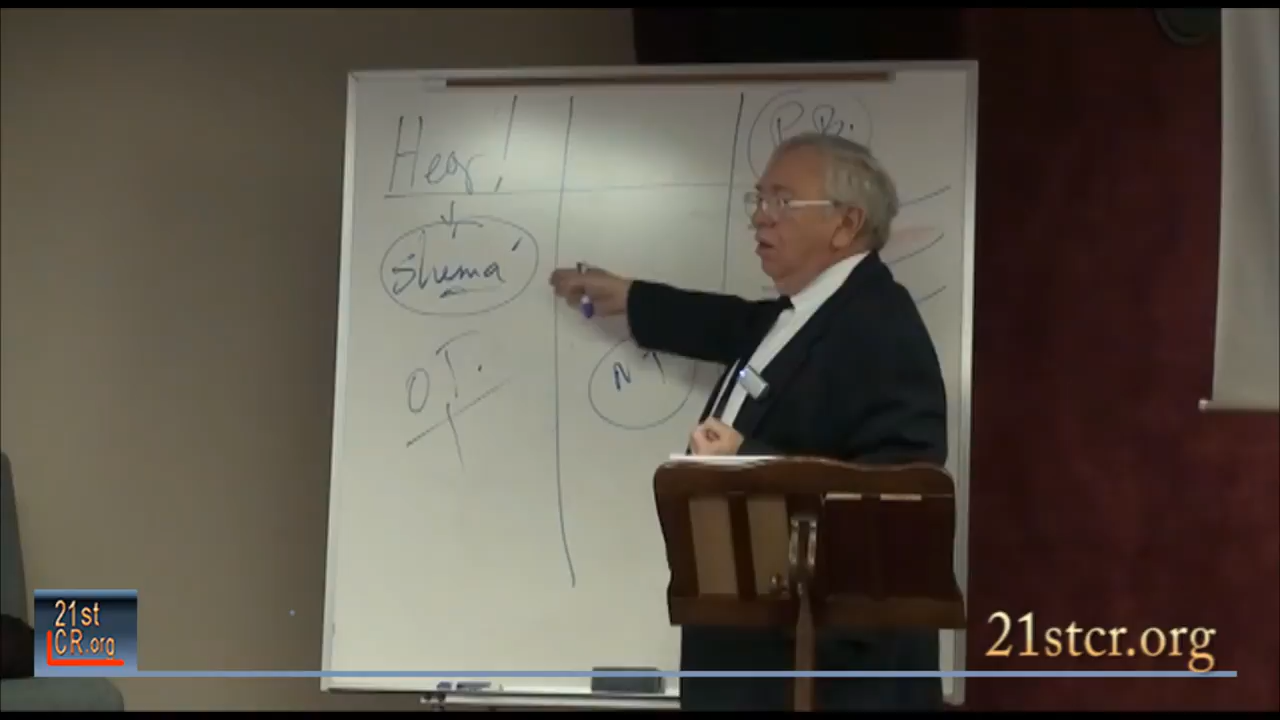 Hear!
shema'
O T.
N T
P. B.
21st
CR.org
21stcr.org